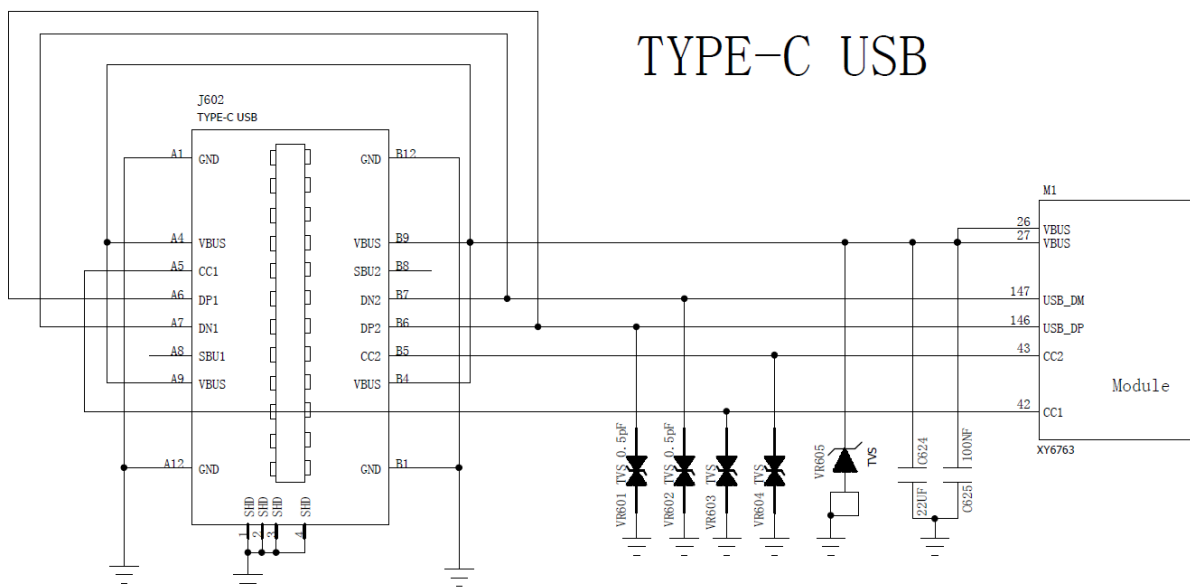 TYPE-C USB
J602
TYPE-C USB
A1 GND GND B12
M1
26 VBUS
A4 VBUS VBUS B9 27 VBUS
A5 CC1 SBU2 B8
A6 DP1 DN2 B7 147 USB_DM
A7 DN1 DP2 B6 146 USB_DP
A8 SBU1 CC2 B5 43 CC2
A9 VBUS VBUS B4
Module
42 CC1
XY6763
A12 GND GND B1
VR601 TVS 0.5pF
VR602 TVS 0.5pF
VR603 TVS
VR604 TVS
VR605 TVS
22UF C624
C625 100NF
SHD SHD SHD SHD
1 2 3 4